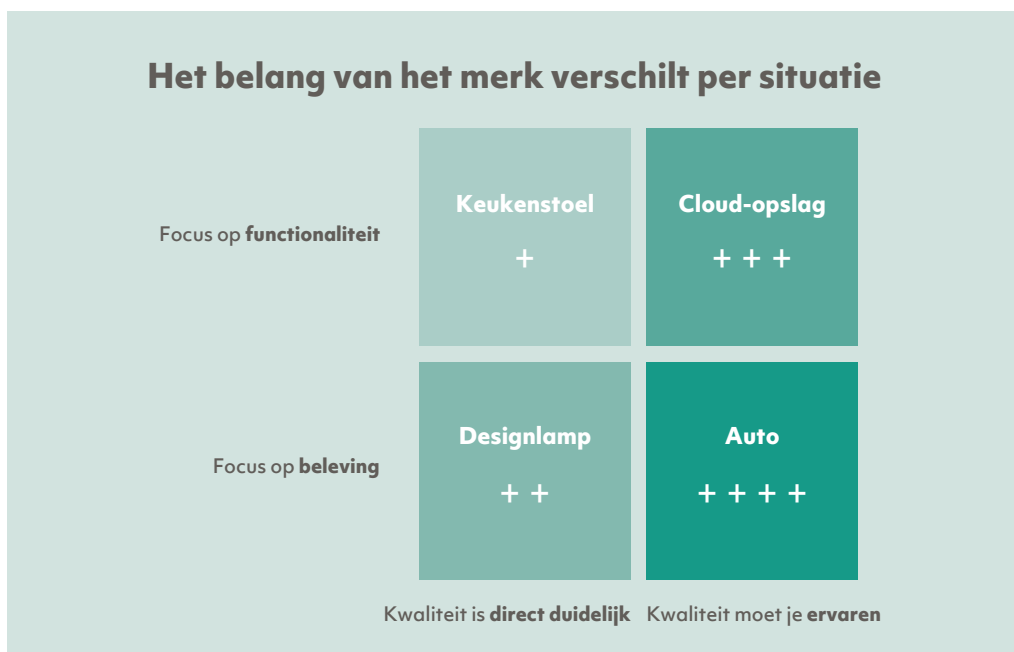 Het belang van het merk verschilt per situatie
Keukenstoel
Cloud-opslag
Focus op functionaliteit
+
+ + +
Designlamp
Auto
Focus op beleving
+ +
+ + + +
Kwaliteit is direct duidelijk
Kwaliteit moet je ervaren